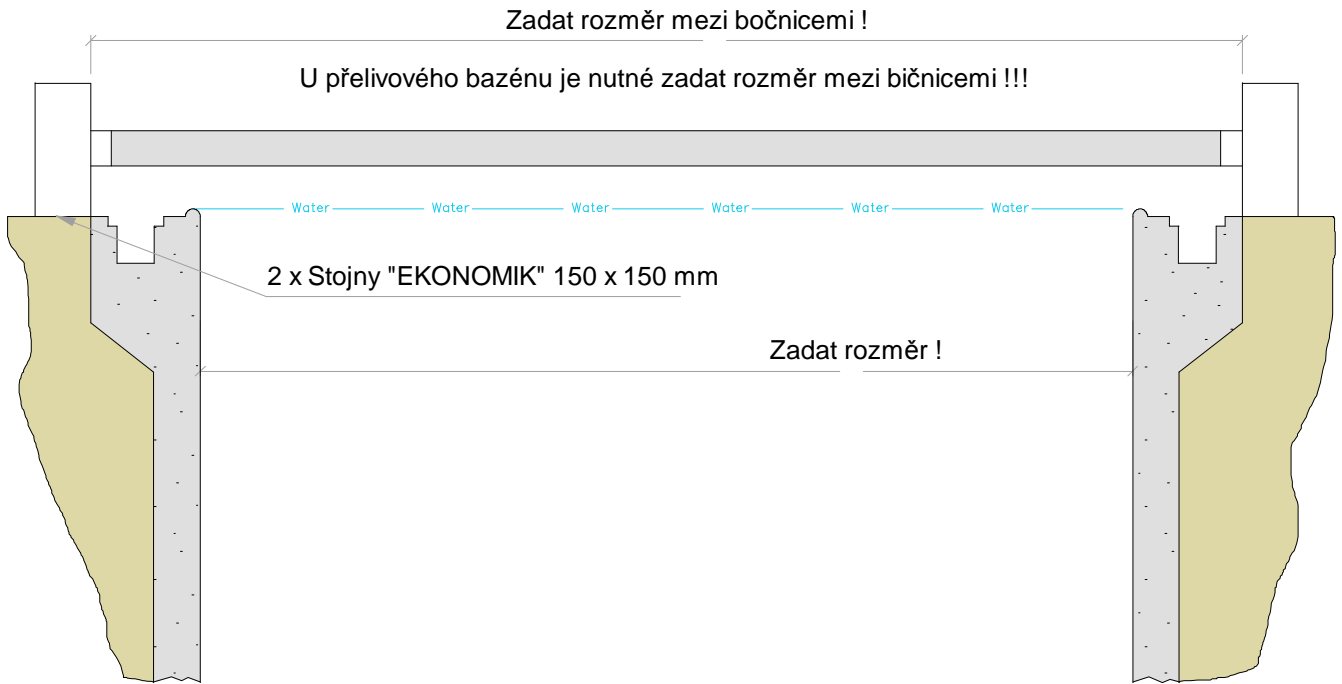 Zadat rozměr mezi bočnicemi !
U přelivového bazénu je nutné zadat rozměr mezi bičnicemi !!!
Water Water Water Water Water Water
2 x Stojny "EKONOMIK" 150 x 150 mm
Zadat rozměr !